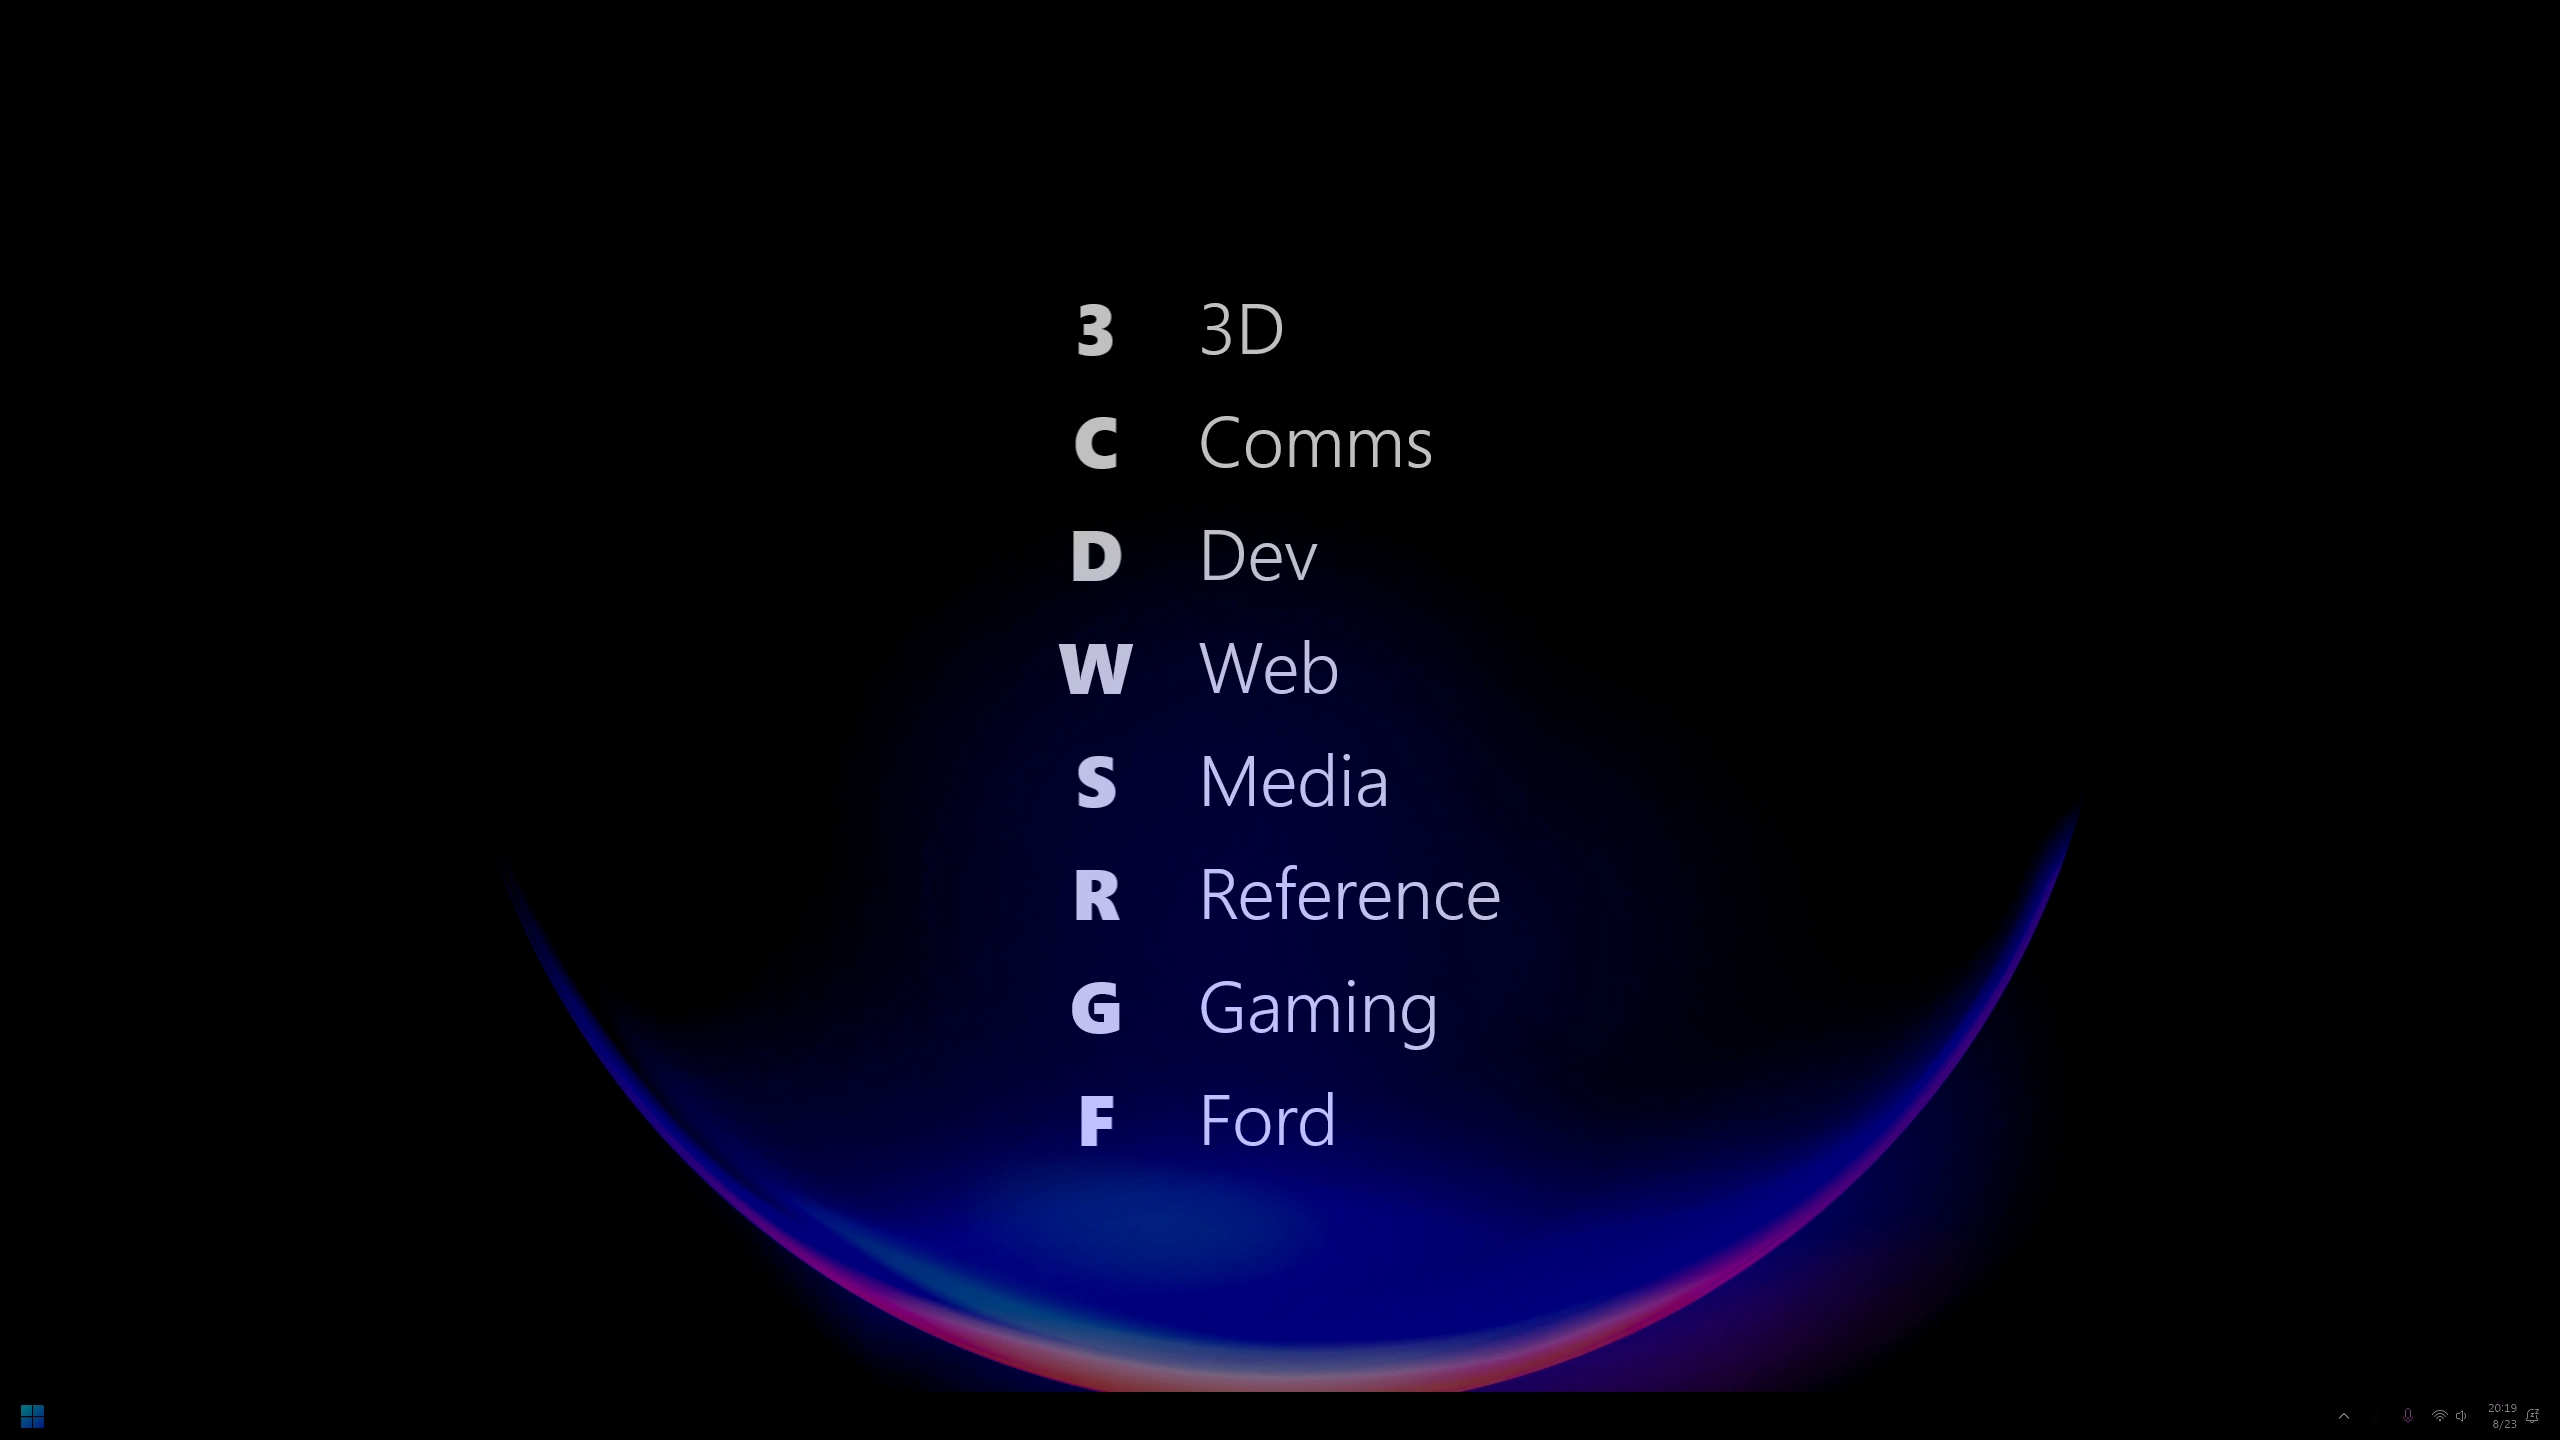 3 3D
C Comms
D Dev
W Web
S Media
R Reference
G Gaming
F Ford
20:19
8/23